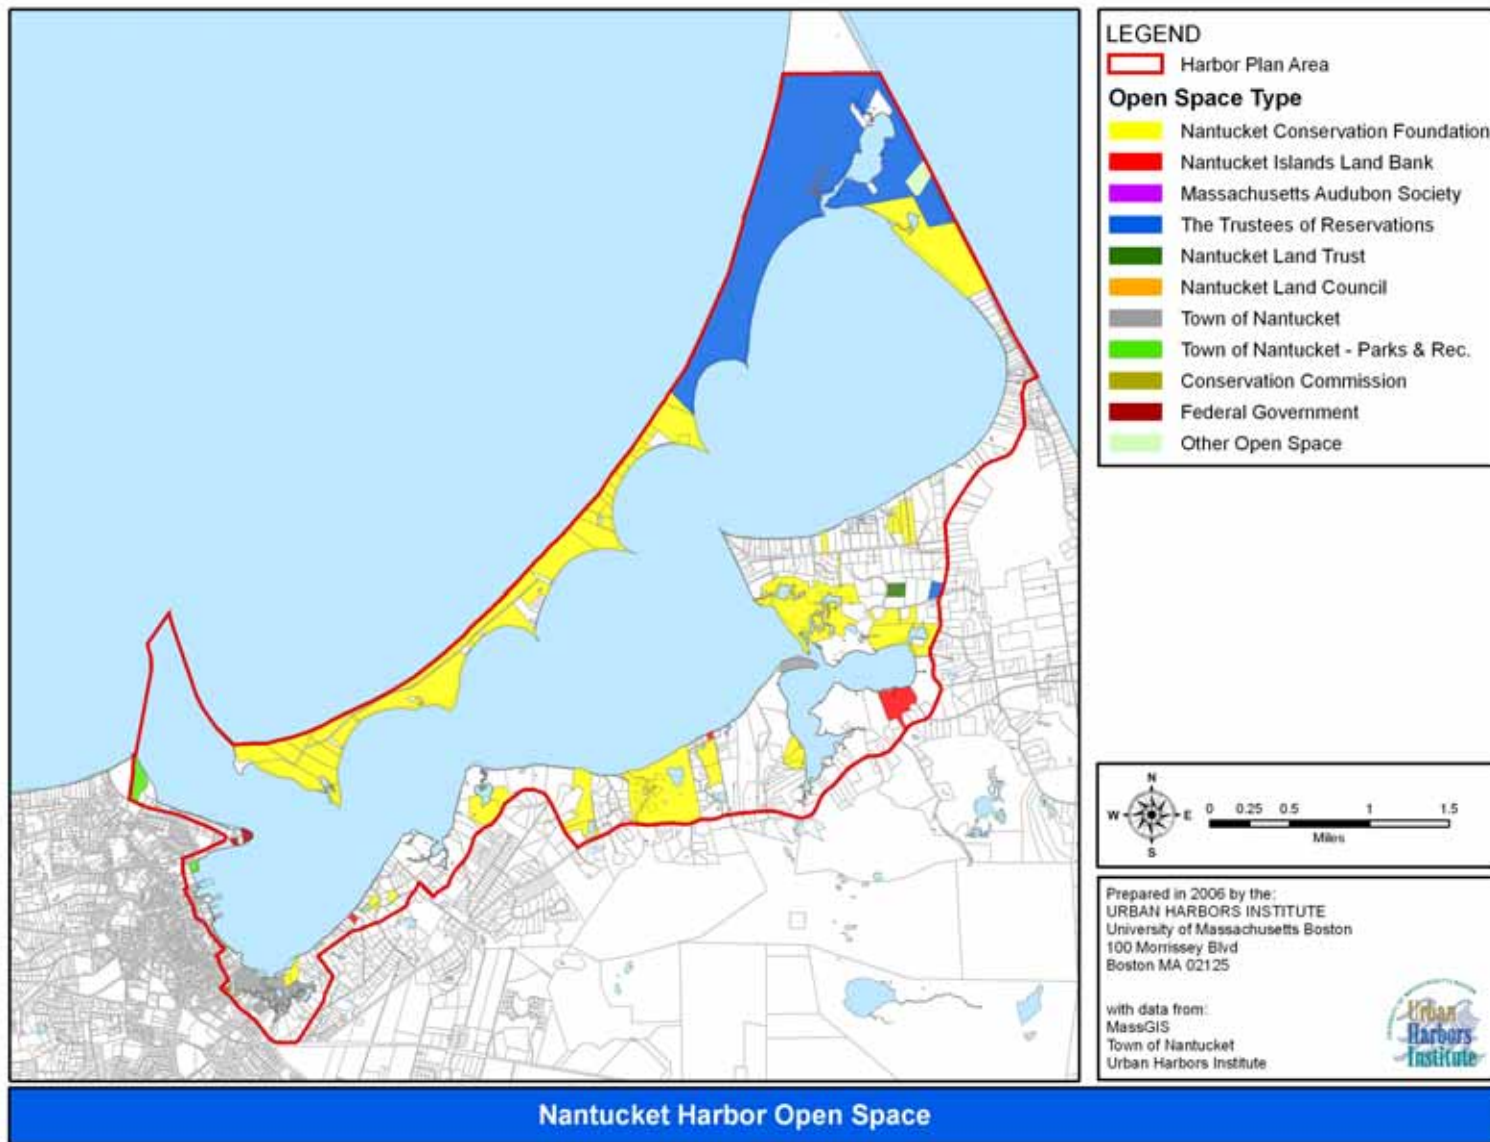 LEGEND
Harbor Plan Area
Open Space Type
Nantucket Conservation Foundation
Nantucket Islands Land Bank
Massachusetts Audubon Society
The Trustees of Reservations
Nantucket Land Trust
Nantucket Land Council
Town of Nantucket
Town of Nantucket - Parks & Rec.
Conservation Commission
Federal Government
Other Open Space
N
W E
S
0 0.25 0.5 1 1.5
Miles
Prepared in 2006 by the:
URBAN HARBORS INSTITUTE
University of Massachusetts Boston
100 Morrissey Blvd
Boston MA 02125
with data from:
MassGIS
Town of Nantucket
Urban Harbors Institute
Urban
Harbors
Institute
Nantucket Harbor Open Space